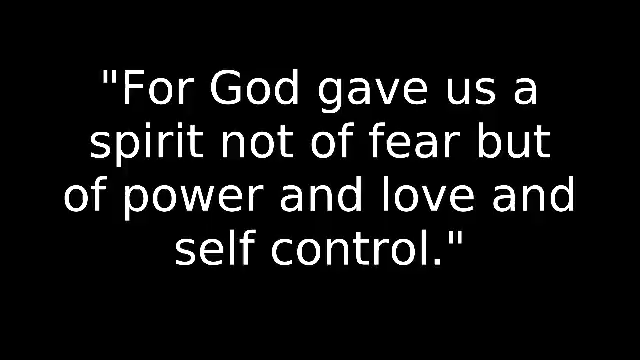 "For God gave us a
spirit not of fear but
of power and love and
self control."